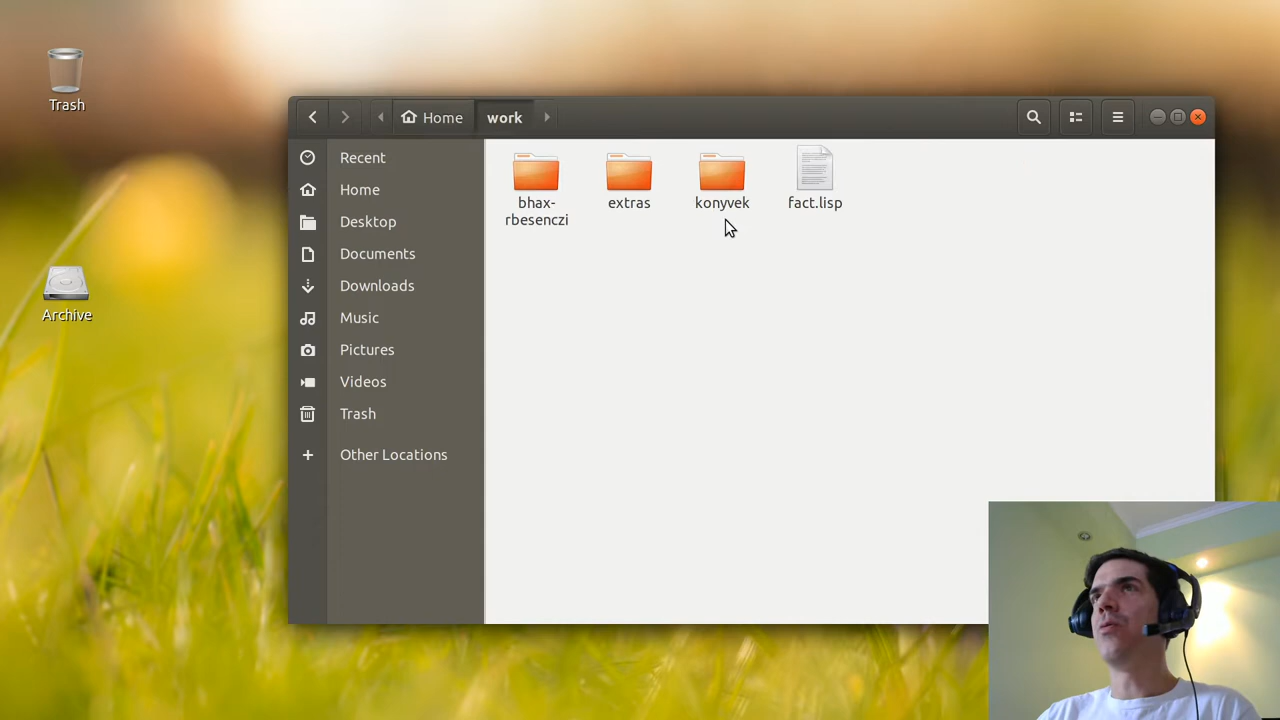 Trash
Archive
Home
work
Recent
Home
Desktop
Documents
Downloads
Music
Pictures
Videos
Trash
Other Locations
bhax-
rbesenczi
extras
konyvek
fact.lisp